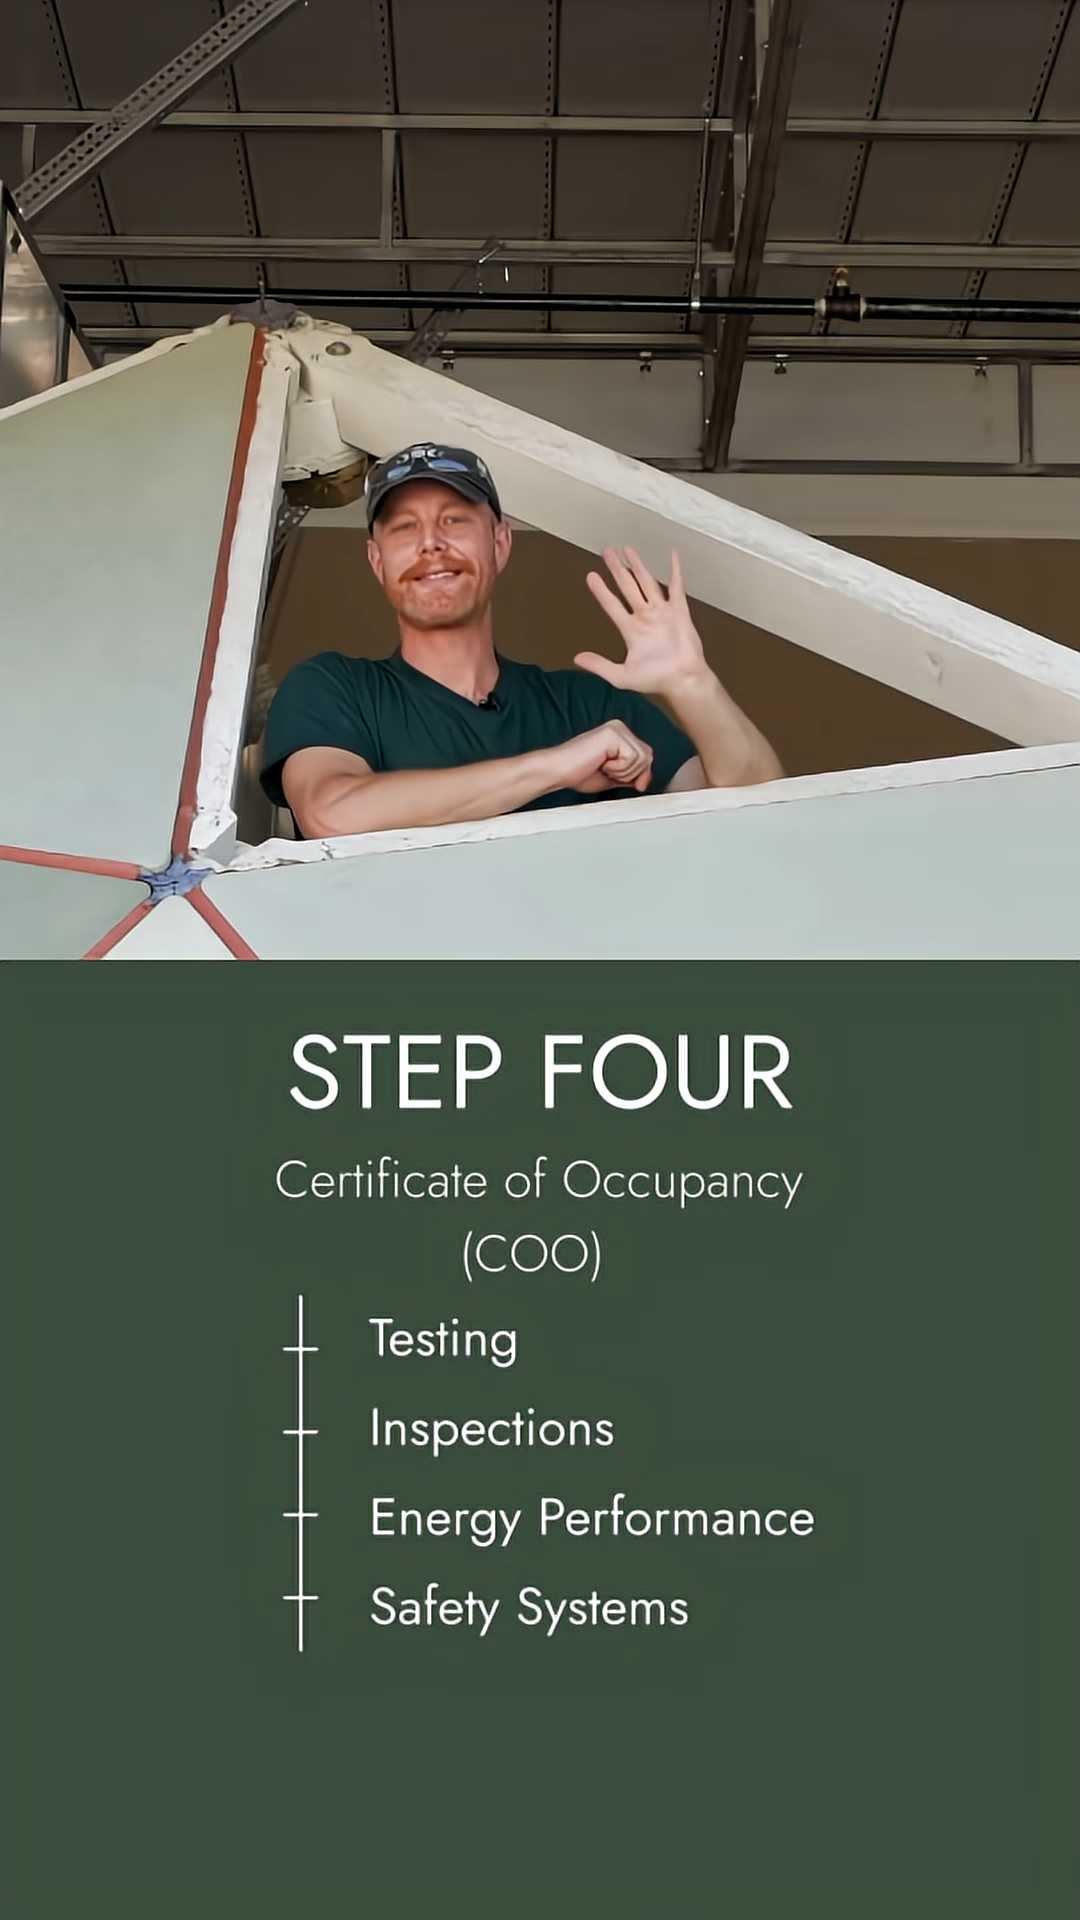 STEP FOUR
Certificate of Occupancy
(COO)
Testing
Inspections
Energy Performance
Safety Systems